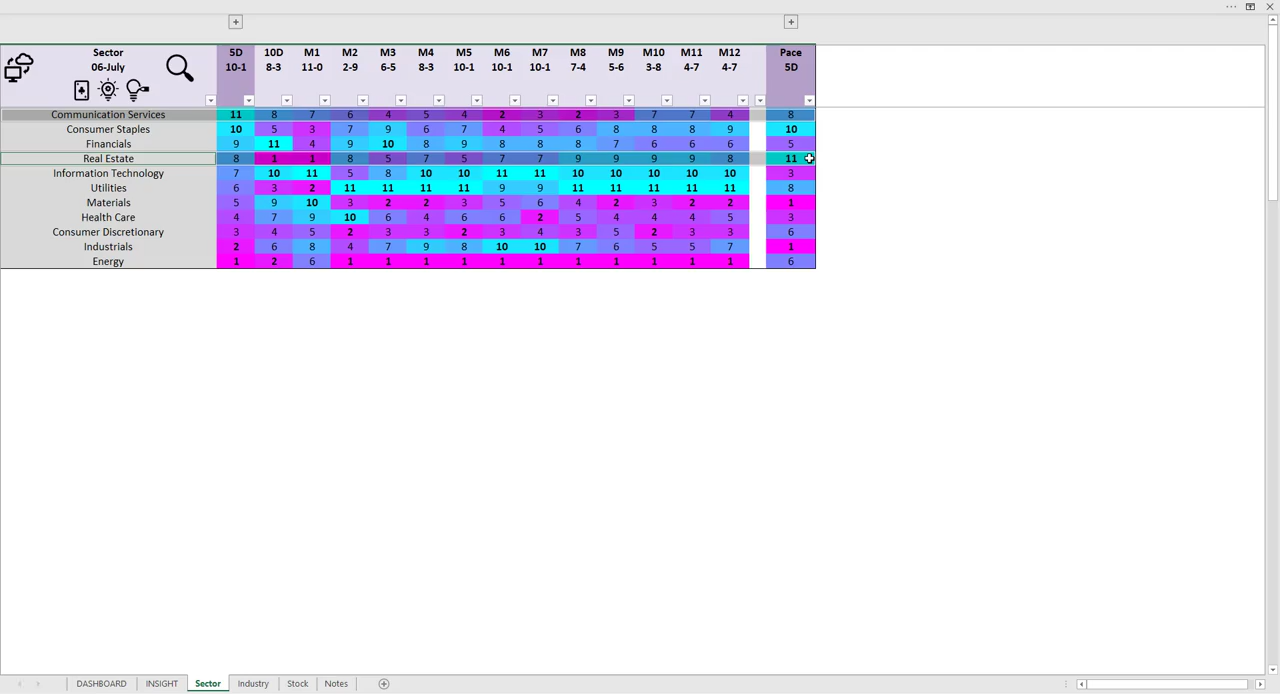 Sector 5D 10D M1 M2 M3 M4 M5 M6 M7 M8 M9 M10 M11 M12 Pace
06-July 10-1 8-3 11-0 2-9 6-5 8-3 10-1 10-1 10-1 7-4 5-6 3-8 4-7 4-7 5D
Communication Services 11 8 7 6 4 5 4 2 3 2 3 7 7 4 8
Consumer Staples 10 5 3 7 9 6 7 4 5 6 8 8 8 9 10
Financials 9 11 4 9 10 8 9 8 8 8 7 6 6 6 5
Real Estate 8 1 1 8 5 7 5 7 7 9 9 9 9 8 11
Information Technology 7 10 11 5 8 10 10 11 11 10 10 10 10 10 3
Utilities 6 3 2 11 11 11 11 9 9 11 11 11 11 11 8
Materials 5 9 10 3 2 2 3 5 6 4 2 3 2 2 1
Health Care 4 7 9 10 6 4 6 6 2 5 4 4 4 5 3
Consumer Discretionary 3 4 5 2 3 3 2 3 4 3 5 2 3 3 6
Industrials 2 6 8 4 7 9 8 10 10 7 6 5 5 7 1
Energy 1 2 6 1 1 1 1 1 1 1 1 1 1 1 6
DASHBOARD INSIGHT Sector Industry Stock Notes